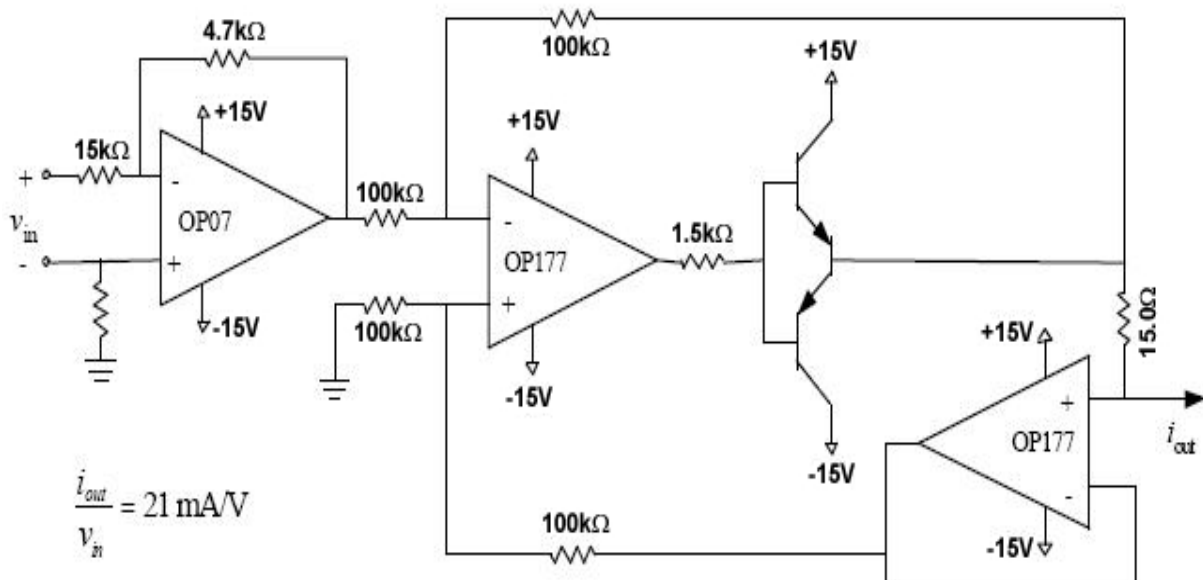 4.7kΩ
100kΩ
+15V
+15V
+15V
15kΩ
+
-
100kΩ
v_in
OP07
-
1.5kΩ
-
+
OP177
100kΩ
+
-15V
15.0Ω
+15V
-15V
+
OP177
i_out
-15V
i_out/v_in = 21 mA/V
-
100kΩ
-15V